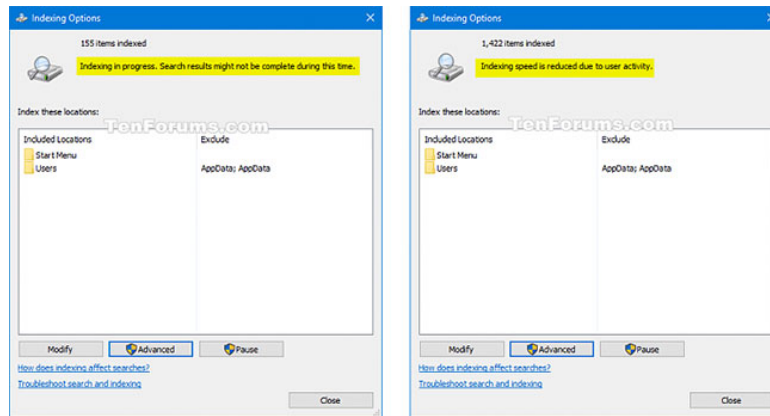 Indexing Options
155 items indexed
Indexing in progress. Search results might not be complete during this time.
Index these locations:
TenForums.com
Included Locations Exclude
Start Menu
Users AppData; AppData
Modify Advanced Pause
How does indexing affect searches?
Troubleshoot search and indexing
Close
Indexing Options
1,422 items indexed
Indexing speed is reduced due to user activity.
Index these locations:
TenForums.com
Included Locations Exclude
Start Menu
Users AppData; AppData
Modify Advanced Pause
How does indexing affect searches?
Troubleshoot search and indexing
Close